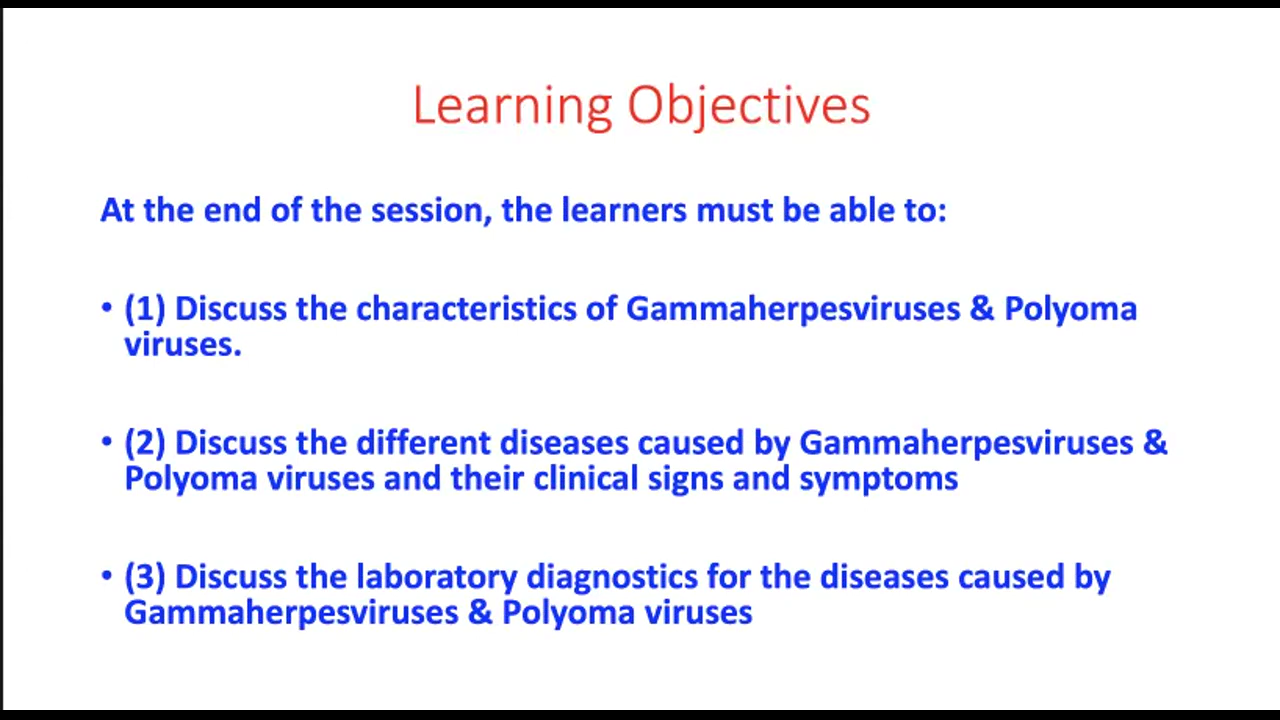 Learning Objectives
At the end of the session, the learners must be able to:
• (1) Discuss the characteristics of Gammaherpesviruses & Polyoma
viruses.
• (2) Discuss the different diseases caused by Gammaherpesviruses &
Polyoma viruses and their clinical signs and symptoms
• (3) Discuss the laboratory diagnostics for the diseases caused by
Gammaherpesviruses & Polyoma viruses